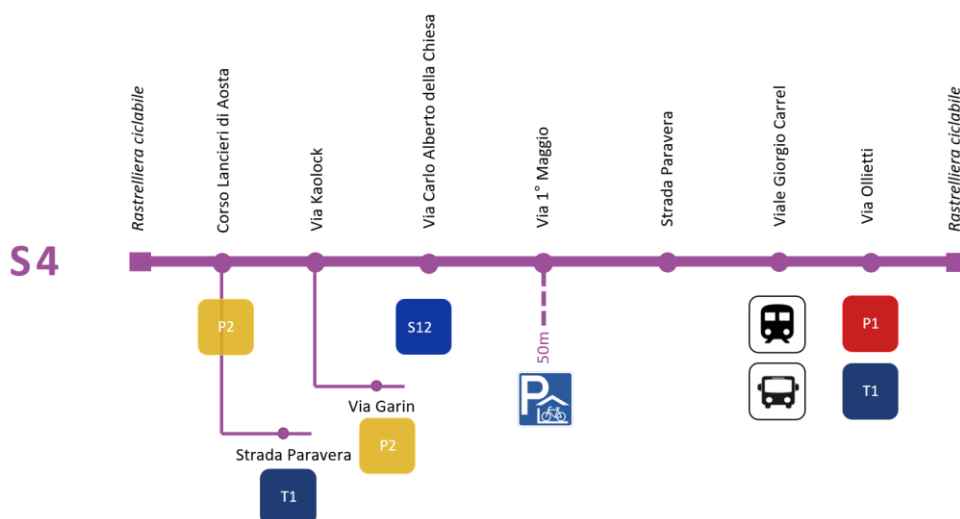 Rastrelliera ciclabile
Corso Lancieri di Aosta
Via Kaolock
Via Carlo Alberto della Chiesa
Via 1° Maggio
Strada Paravera
Viale Giorgio Carrel
Via Ollietti
Rastrelliera ciclabile
S4
P2
S12
P1
50m
P
T1
Via Garin
P2
Strada Paravera
T1